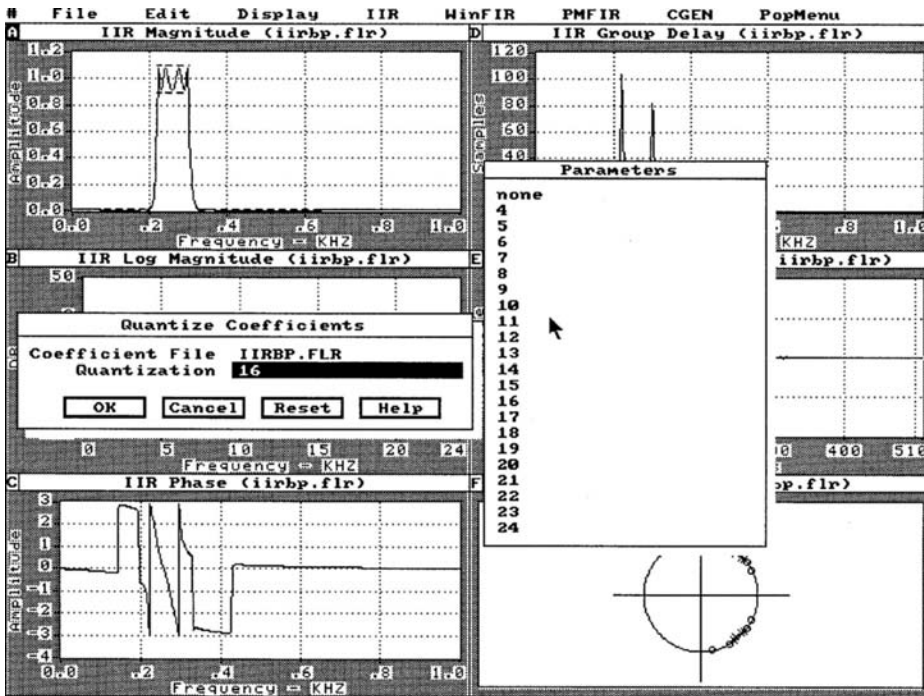 # File Edit Display IIR WinFIR PMFIR CGEN PopMenu
A IIR Magnitude (iirbp.flr)
1.2
1.0
0.8
0.6
0.4
0.2
0.0
Amplitude
0.0 .2 .4 .6 .8 1.0
Frequency - KHZ
D IIR Group Delay (iirbp.flr)
120
100
80
60
40
Samples
.8 1.0
KHZ
B IIR Log Magnitude (iirbp.flr)
50
0 5 10 15 20 24
Frequency - KHZ
E iirbp.flr)
400 510
Quantize Coefficients
Coefficient File IIRBP.FLR
Quantization 16
OK Cancel Reset Help
Parameters
none
4
5
6
7
8
9
10
11
12
13
14
15
16
17
18
19
20
21
22
23
24
C IIR Phase (iirbp.flr)
3
2
1
0
-1
-2
-3
-4
Amplitude
0.0 .2 .4 .6 .8 1.0
Frequency - KHZ
F bp.flr)